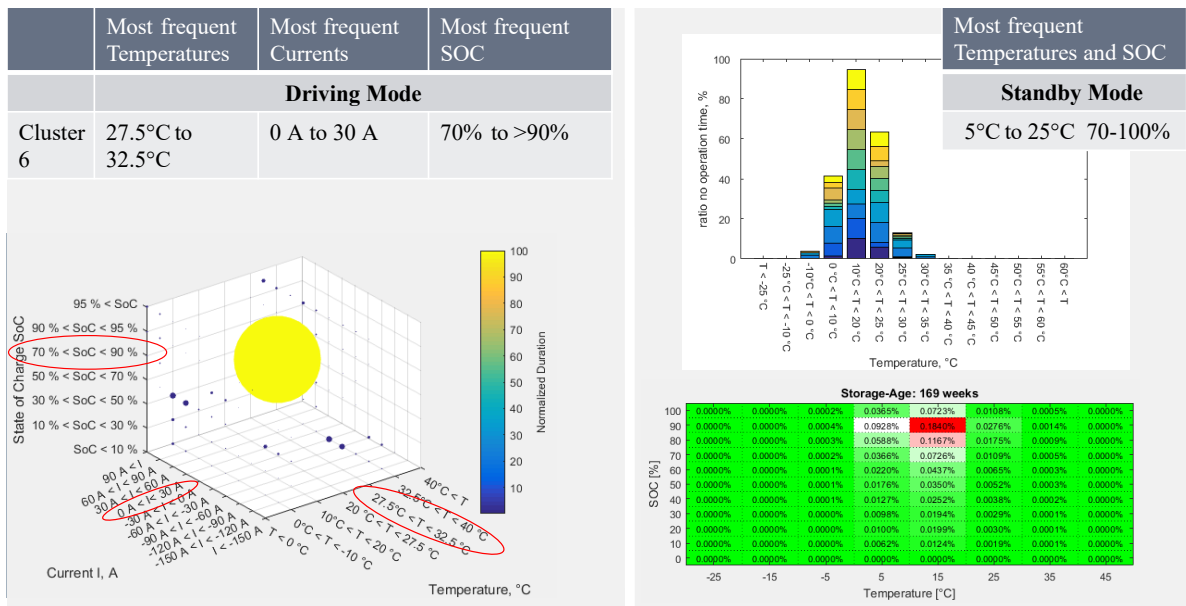 Most frequent
Temperatures
Most frequent
Currents
Most frequent
SOC
Driving Mode
Cluster
6
27.5°C to
32.5°C
0 A to 30 A
70% to >90%
95 % < SoC
90 % < SoC < 95 %
70 % < SoC < 90 %
50 % < SoC < 70 %
30 % < SoC < 50 %
10 % < SoC < 30 %
SoC < 10 %
State of Charge SoC
90 A < I
60 A < I < 90 A
30 A < I < 60 A
0 A < I < 30 A
-30 A < I < 0 A
-60 A < I < -30 A
-90 A < I < -60 A
-120 A < I < -90 A
-150 A < I < -120 A
I < -150 A
Current I, A
T < 0 °C
0°C < T < -10 °C
10°C < T < 20 °C
20 °C < T < 27.5 °C
27.5°C < T < 32.5 °C
32.5°C < T < 40 °C
40°C < T
Temperature, °C
100
90
80
70
60
50
40
30
20
10
Normalized Duration
Most frequent
Temperatures and SOC
Standby Mode
5°C to 25°C 70-100%
100
80
60
40
20
0
ratio no operation time, %
T < -25 °C
-25 °C < T < -10 °C
-10°C < T < 0 °C
0 °C < T < 10 °C
10°C < T < 20 °C
20°C < T < 25 °C
25°C < T < 30 °C
30°C < T < 35 °C
35 °C < T < 40 °C
40 °C < T < 45 °C
45°C < T < 50 °C
50°C < T < 55 °C
55°C < T < 60 °C
60°C < T
Temperature, °C
Storage-Age: 169 weeks
100 0.0000% 0.0000% 0.0002% 0.0365% 0.0723% 0.0108% 0.0005% 0.0000%
90 0.0000% 0.0000% 0.0004% 0.0928% 0.1840% 0.0276% 0.0014% 0.0000%
80 0.0000% 0.0000% 0.0003% 0.0588% 0.1167% 0.0175% 0.0009% 0.0000%
70 0.0000% 0.0000% 0.0002% 0.0366% 0.0726% 0.0109% 0.0005% 0.0000%
60 0.0000% 0.0000% 0.0001% 0.0220% 0.0437% 0.0065% 0.0003% 0.0000%
50 0.0000% 0.0000% 0.0001% 0.0176% 0.0350% 0.0052% 0.0003% 0.0000%
40 0.0000% 0.0000% 0.0001% 0.0127% 0.0252% 0.0038% 0.0002% 0.0000%
30 0.0000% 0.0000% 0.0000% 0.0098% 0.0194% 0.0029% 0.0001% 0.0000%
20 0.0000% 0.0000% 0.0000% 0.0100% 0.0199% 0.0030% 0.0001% 0.0000%
10 0.0000% 0.0000% 0.0000% 0.0062% 0.0124% 0.0019% 0.0001% 0.0000%
0 0.0000% 0.0000% 0.0000% 0.0000% 0.0000% 0.0000% 0.0000% 0.0000%
SOC [%]
-25 -15 -5 5 15 25 35 45
Temperature [°C]